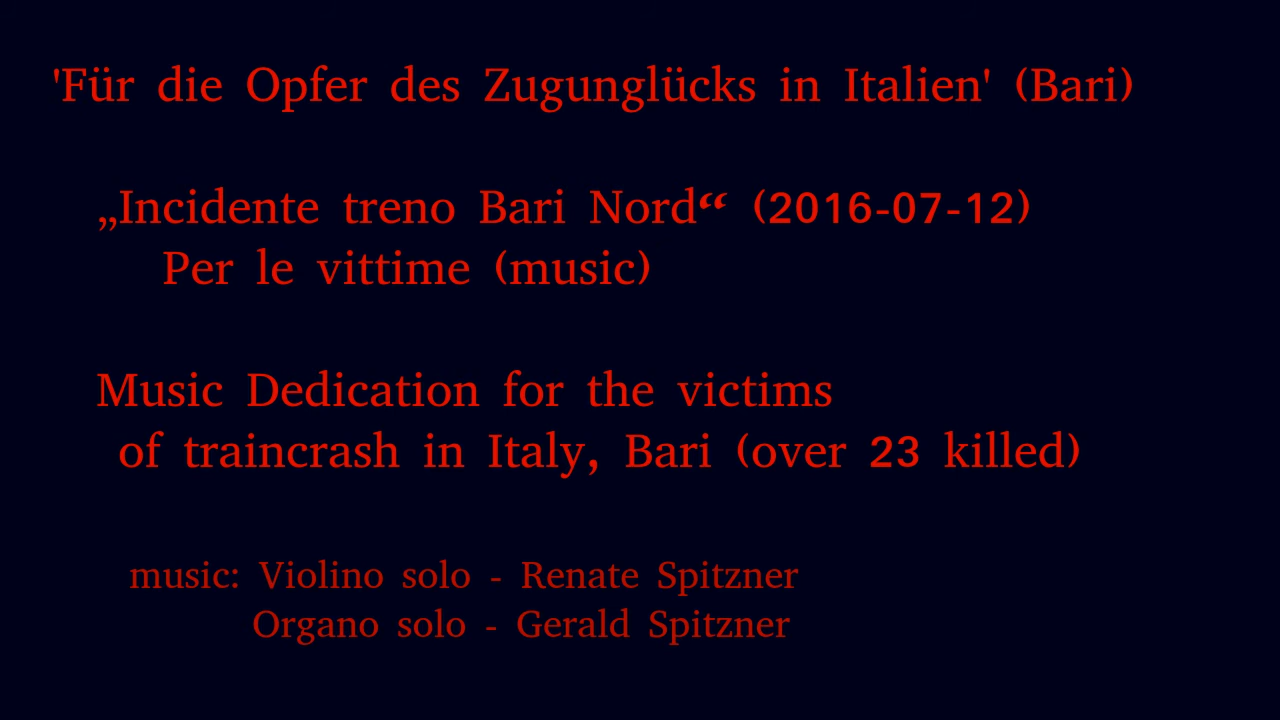 'Für die Opfer des Zugunglücks in Italien' (Bari)
„Incidente treno Bari Nord“ (2016-07-12)
Per le vittime (music)
Music Dedication for the victims
of traincrash in Italy, Bari (over 23 killed)
music: Violino solo - Renate Spitzner
Organo solo - Gerald Spitzner